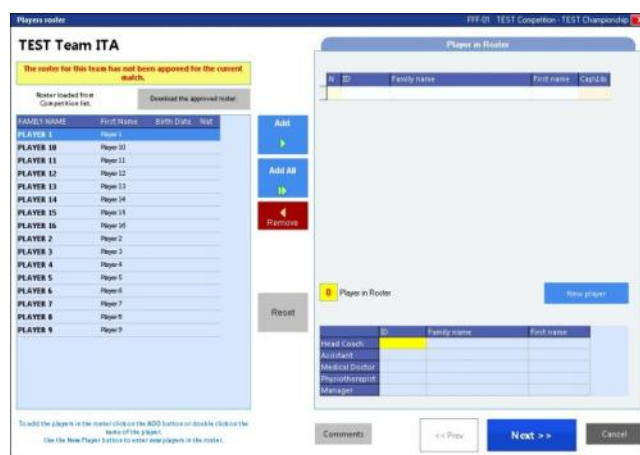 Players roster
FFF-01 TEST Competition - TEST Championship
TEST Team ITA
The roster for this team has not been appoved for the current
match.
Roster loaded from
Competition list.
Download the approved roster
FAMILY NAME First Name Birth Date Nat
PLAYER 1 Player 1
PLAYER 10 Player 10
PLAYER 11 Player 11
PLAYER 12 Player 12
PLAYER 13 Player 13
PLAYER 14 Player 14
PLAYER 15 Player 15
PLAYER 16 Player 16
PLAYER 2 Player 2
PLAYER 3 Player 3
PLAYER 4 Player 4
PLAYER 5 Player 5
PLAYER 6 Player 6
PLAYER 7 Player 7
PLAYER 8 Player 8
PLAYER 9 Player 9
To add the players in the roster click on the ADD button or double click on the
name of the player.
Use the New Player button to enter new players in the roster.
Add
Add All
Remove
Reset
Player in Roster
N ID Family name First name Cap\Lib
0 Player in Roster
New player
ID Family name First name
Head Coach
Assistant
Medical Doctor
Physiotherapist
Manager
Comments
<< Prev
Next >>
Cancel